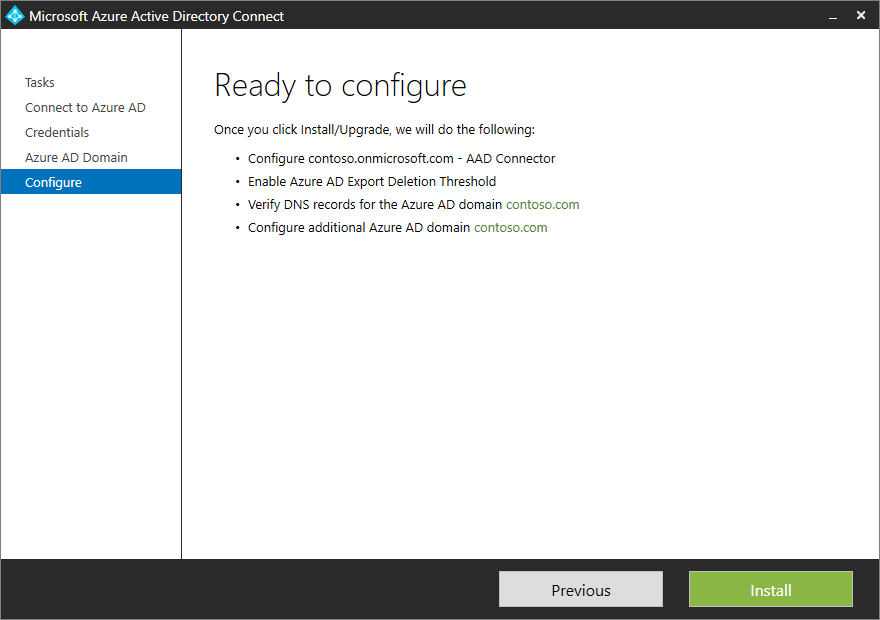 Microsoft Azure Active Directory Connect
Tasks
Connect to Azure AD
Credentials
Azure AD Domain
Configure
Ready to configure
Once you click Install/Upgrade, we will do the following:
• Configure contoso.onmicrosoft.com - AAD Connector
• Enable Azure AD Export Deletion Threshold
• Verify DNS records for the Azure AD domain contoso.com
• Configure additional Azure AD domain contoso.com
Previous
Install